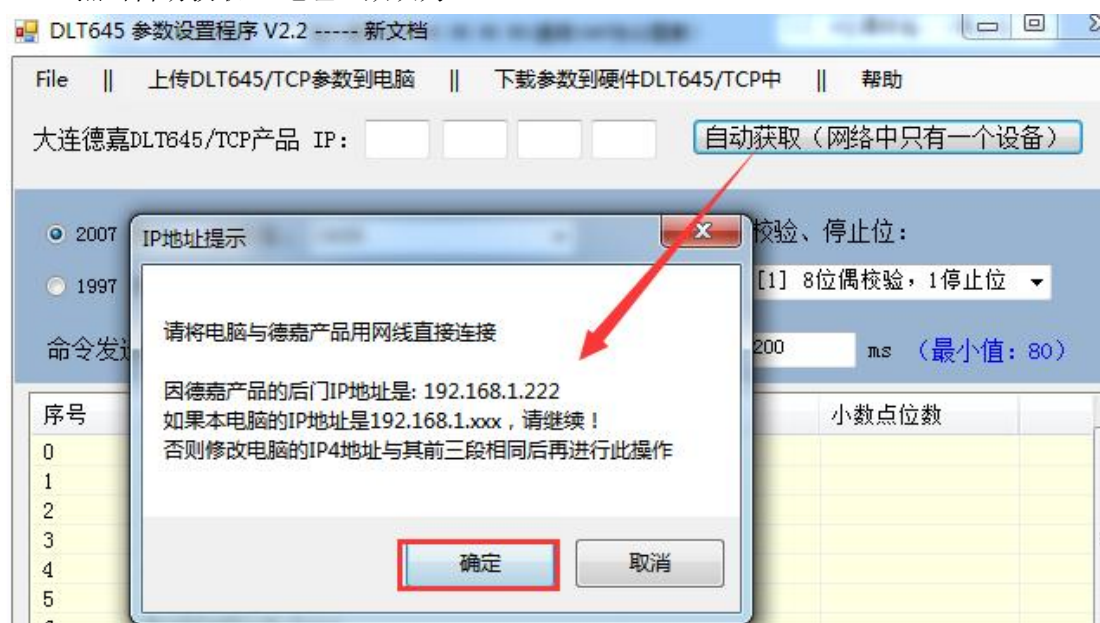 DLT645 参数设置程序 V2.2 ----- 新文档
File || 上传DLT645/TCP参数到电脑 || 下载参数到硬件DLT645/TCP中 || 帮助
大连德嘉DLT645/TCP产品 IP: 自动获取（网络中只有一个设备）
2007
校验、停止位:
1997
[1] 8位偶校验，1停止位
命令发
200 ms （最小值: 80）
IP地址提示
请将电脑与德嘉产品用网线直接连接
因德嘉产品的后门IP地址是: 192.168.1.222
如果本电脑的IP地址是192.168.1.xxx，请继续！
否则修改电脑的IP4地址与其前三段相同后再进行此操作
确定 取消
序号 小数点位数
0
1
2
3
4
5